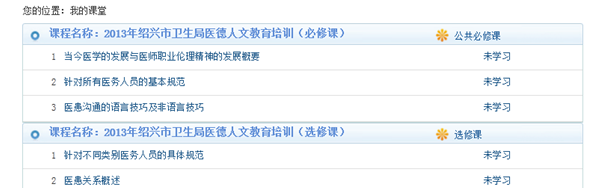 您的位置：我的课堂
课程名称：2013年绍兴市卫生局医德人文教育培训（必修课） 公共必修课
1 当今医学的发展与医师职业伦理精神的发展概要 未学习
2 针对所有医务人员的基本规范 未学习
3 医患沟通的语言技巧及非语言技巧 未学习
课程名称：2013年绍兴市卫生局医德人文教育培训（选修课） 选修课
1 针对不同类别医务人员的具体规范 未学习
2 医患关系概述 未学习